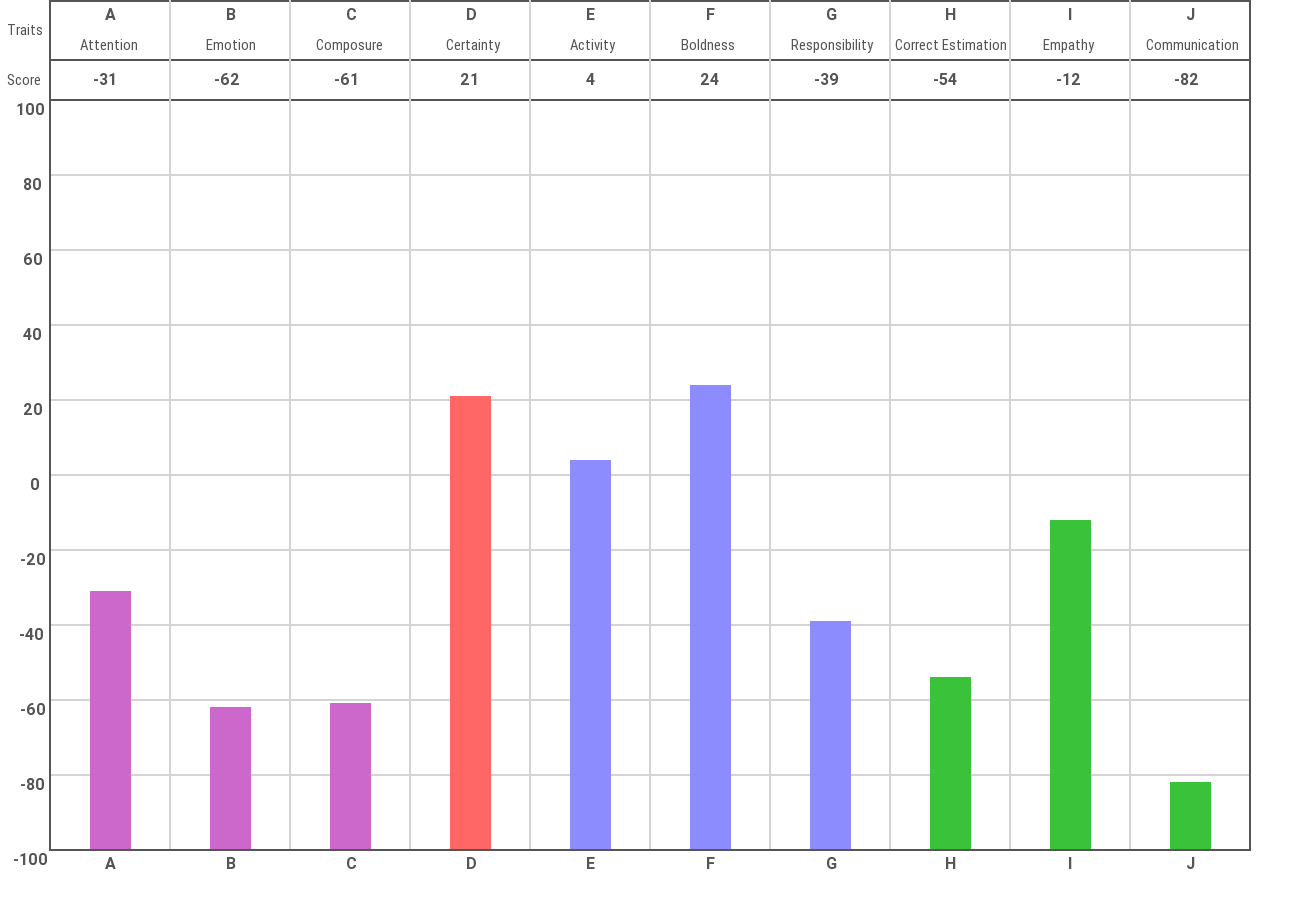 Traits
A B C D E F G H I J
Attention Emotion Composure Certainty Activity Boldness Responsibility Correct Estimation Empathy Communication
Score -31 -62 -61 21 4 24 -39 -54 -12 -82
100
80
60
40
20
0
-20
-40
-60
-80
-100
A B C D E F G H I J